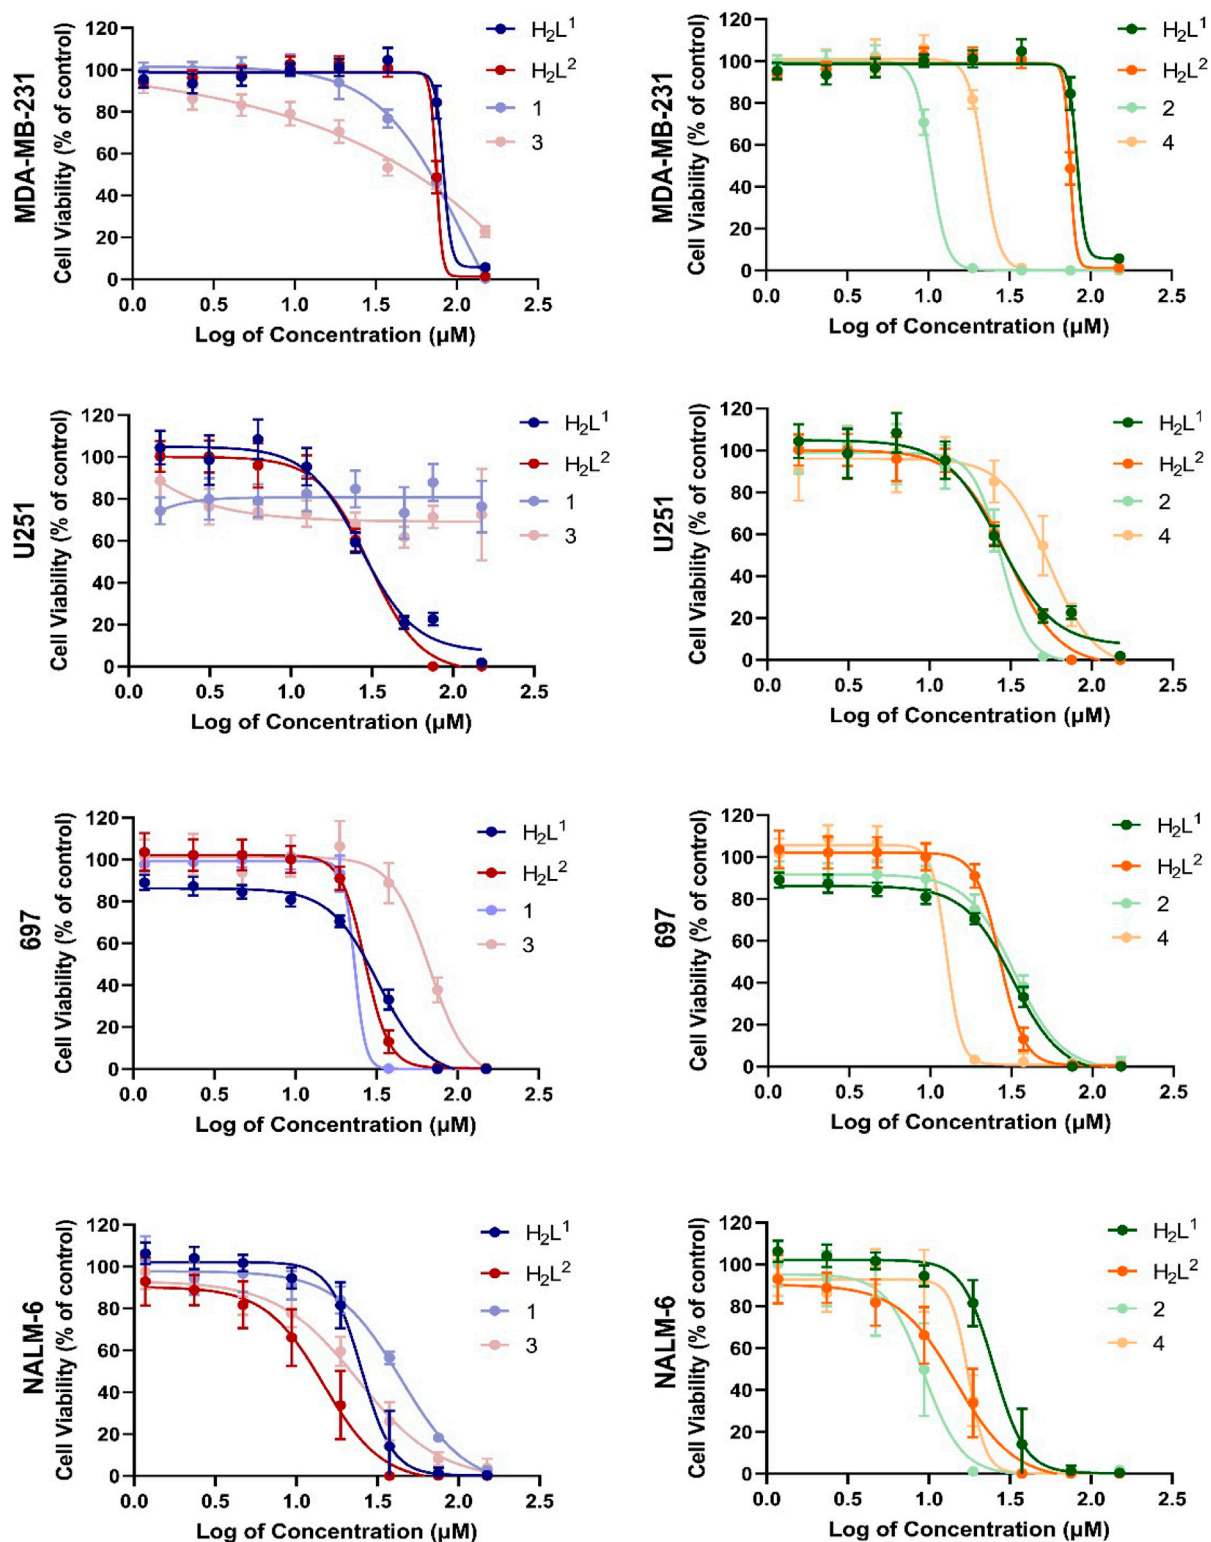 MDA-MB-231
Cell Viability (% of control)
120
100
80
60
40
20
0
0.0 0.5 1.0 1.5 2.0 2.5
Log of Concentration (µM)
H₂L¹
H₂L²
1
3
MDA-MB-231
Cell Viability (% of control)
120
100
80
60
40
20
0
0.0 0.5 1.0 1.5 2.0 2.5
Log of Concentration (µM)
H₂L¹
H₂L²
2
4
U251
Cell Viability (% of control)
120
100
80
60
40
20
0
0.0 0.5 1.0 1.5 2.0 2.5
Log of Concentration (µM)
H₂L¹
H₂L²
1
3
U251
Cell Viability (% of control)
120
100
80
60
40
20
0
0.0 0.5 1.0 1.5 2.0 2.5
Log of Concentration (µM)
H₂L¹
H₂L²
2
4
697
Cell Viability (% of control)
120
100
80
60
40
20
0
0.0 0.5 1.0 1.5 2.0 2.5
Log of Concentration (µM)
H₂L¹
H₂L²
1
3
697
Cell Viability (% of control)
120
100
80
60
40
20
0
0.0 0.5 1.0 1.5 2.0 2.5
Log of Concentration (µM)
H₂L¹
H₂L²
2
4
NALM-6
Cell Viability (% of control)
120
100
80
60
40
20
0
0.0 0.5 1.0 1.5 2.0 2.5
Log of Concentration (µM)
H₂L¹
H₂L²
1
3
NALM-6
Cell Viability (% of control)
120
100
80
60
40
20
0
0.0 0.5 1.0 1.5 2.0 2.5
Log of Concentration (µM)
H₂L¹
H₂L²
2
4